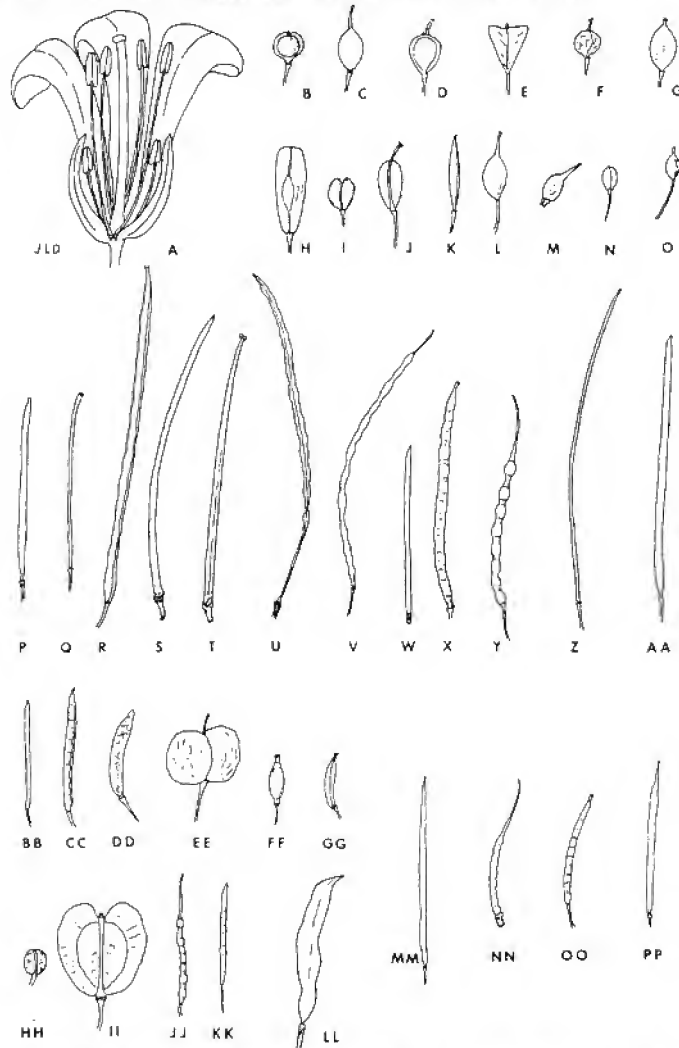 B C D E F G
JLD A H I J K L M N O
P Q R S T U V W X Y Z AA
BB CC DD EE FF GG
MM NN OO PP
HH II JJ KK LL